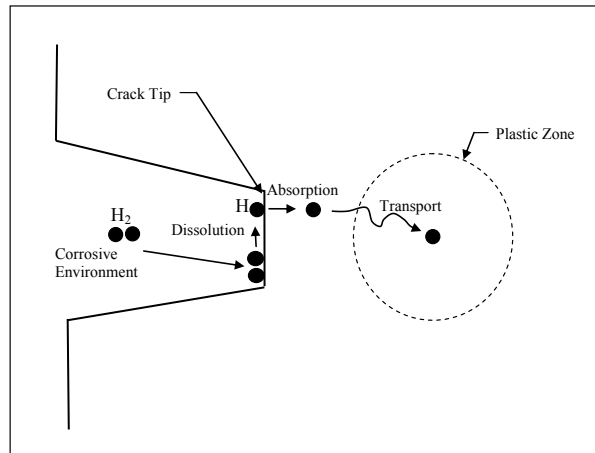 Crack Tip
Plastic Zone
Absorption
H
Transport
H2
Dissolution
Corrosive
Environment